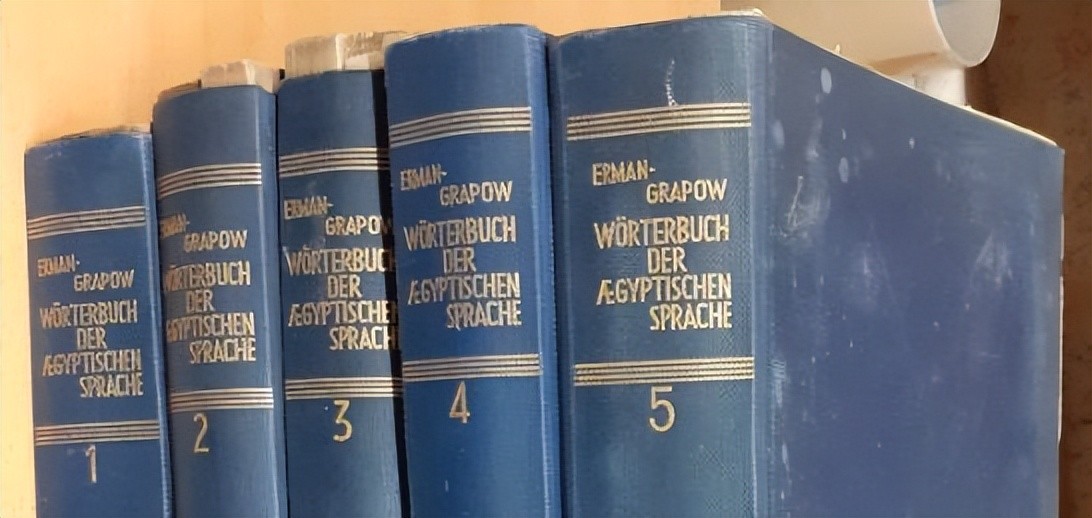 ERMAN-
GRAPOW
WÖRTERBUCH
DER
ÆGYPTISCHEN
SPRACHE
1
ERMAN-
GRAPOW
WÖRTERBUCH
DER
ÆGYPTISCHEN
SPRACHE
2
ERMAN-
GRAPOW
WÖRTERBUCH
DER
ÆGYPTISCHEN
SPRACHE
3
ERMAN-
GRAPOW
WÖRTERBUCH
DER
ÆGYPTISCHEN
SPRACHE
4
ERMAN-
GRAPOW
WÖRTERBUCH
DER
ÆGYPTISCHEN
SPRACHE
5